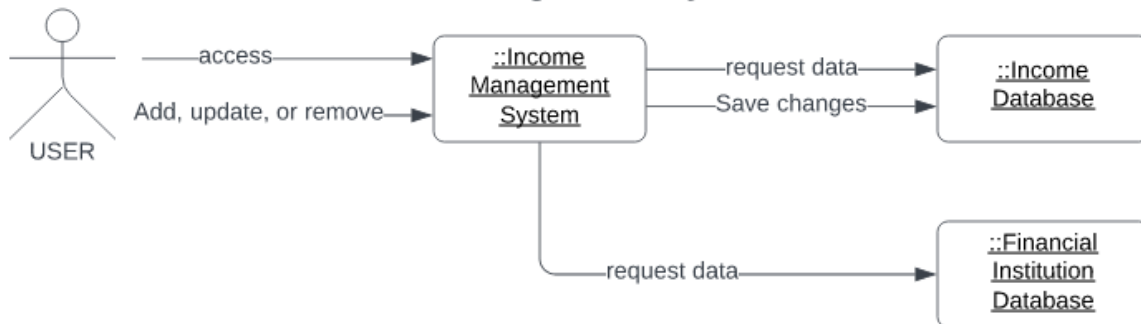 access
Add, update, or remove
USER
::Income
Management
System
request data
Save changes
::Income
Database
request data
::Financial
Institution
Database